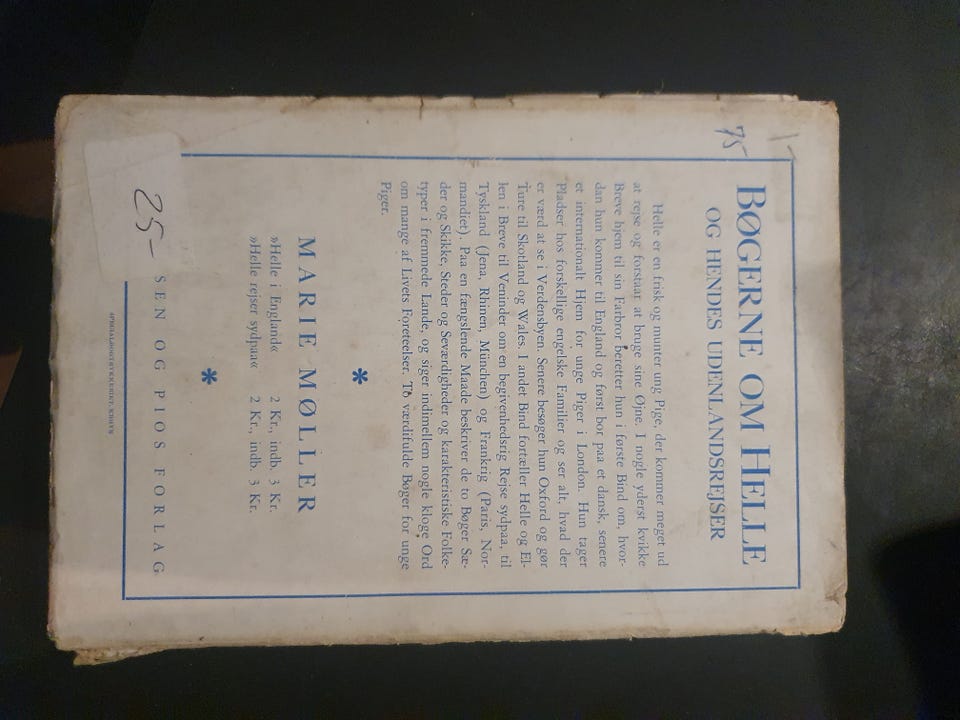 1-
75-
BØGERNE OM HELLE
OG HENDES UDENLANDSREJSER
Helle er en frisk og munter ung Pige, der kommer meget ud
at rejse og forstaar at bruge sine Øjne. I nogle yderst kvikke
Breve hjem til sin Farbror beretter hun i første Bind om, hvor-
dan hun kommer til England og først bor paa et dansk, senere
et internationalt Hjem for unge Piger i London. Hun tager
Pladser hos forskellige engelske Familier og ser alt, hvad der
er værd at se i Verdensbyen. Senere besøger hun Oxford og gør
Ture til Skotland og Wales. I andet Bind fortæller Helle og El-
len i Breve til Veninder om en begivenhedsrig Rejse sydpaa, til
Tyskland (Jena, Rhinen, München) og Frankrig (Paris, Nor-
mandiet). Paa en fængslende Maade beskriver de to Bøger Sæ-
der og Skikke, Steder og Seværdigheder og karakteristiske Folke-
typer i fremmede Lande, og siger indimellem nogle kloge Ord
om mange af Livets Foreteelser. To værdifulde Bøger for unge
Piger.
*
MARIE MØLLER
»Helle i England« 2 Kr., indb. 3 Kr.
»Helle rejser sydpaa« 2 Kr., indb. 3 Kr.
*
25-
SEN OG PIOS FORLAG